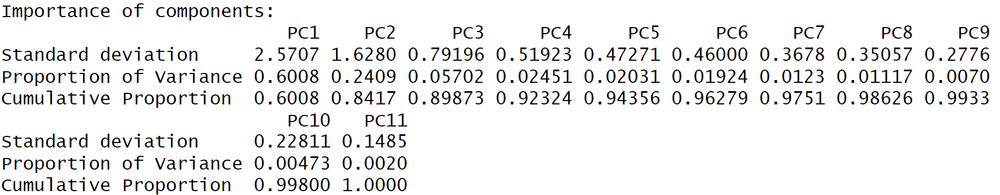 Importance of components:
                          PC1    PC2     PC3     PC4     PC5     PC6    PC7     PC8    PC9
Standard deviation     2.5707 1.6280 0.79196 0.51923 0.47271 0.46000 0.3678 0.35057 0.2776
Proportion of Variance 0.6008 0.2409 0.05702 0.02451 0.02031 0.01924 0.0123 0.01117 0.0070
Cumulative Proportion  0.6008 0.8417 0.89873 0.92324 0.94356 0.96279 0.9751 0.98626 0.9933
                          PC10   PC11
Standard deviation     0.22811 0.1485
Proportion of Variance 0.00473 0.0020
Cumulative Proportion  0.99800 1.0000